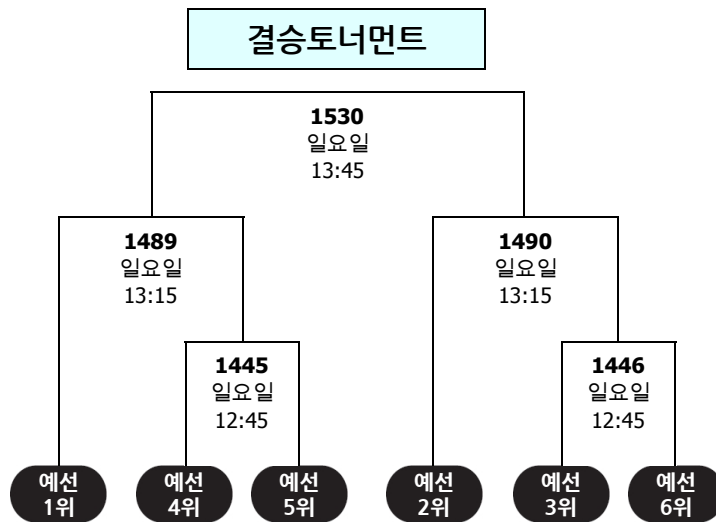 결승토너먼트
1530
일요일
13:45
1489
일요일
13:15
1490
일요일
13:15
1445
일요일
12:45
1446
일요일
12:45
예선
1위
예선
4위
예선
5위
예선
2위
예선
3위
예선
6위